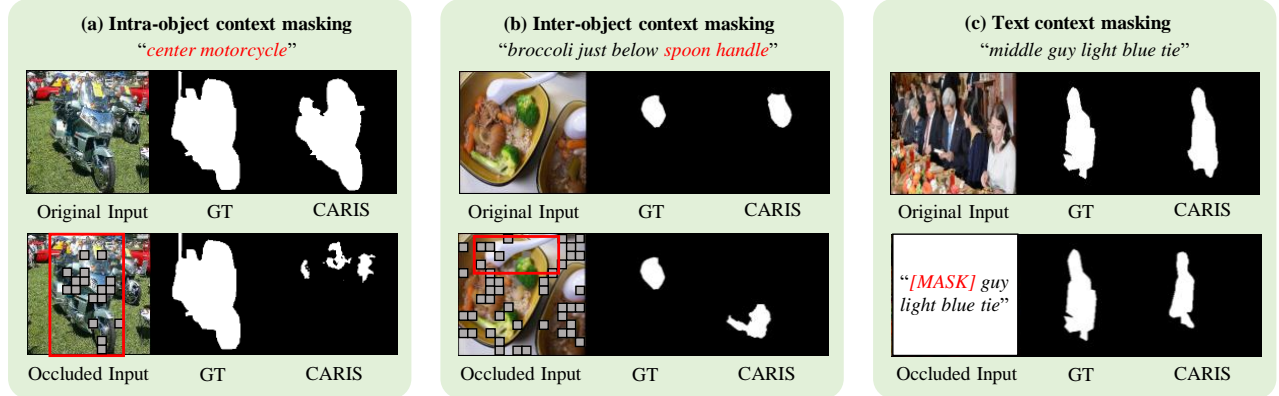 (a) Intra-object context masking
“center motorcycle”
Original Input GT CARIS
Occluded Input GT CARIS
(b) Inter-object context masking
“broccoli just below spoon handle”
Original Input GT CARIS
Occluded Input GT CARIS
(c) Text context masking
“middle guy light blue tie”
Original Input GT CARIS
“[MASK] guy
light blue tie”
Occluded Input GT CARIS